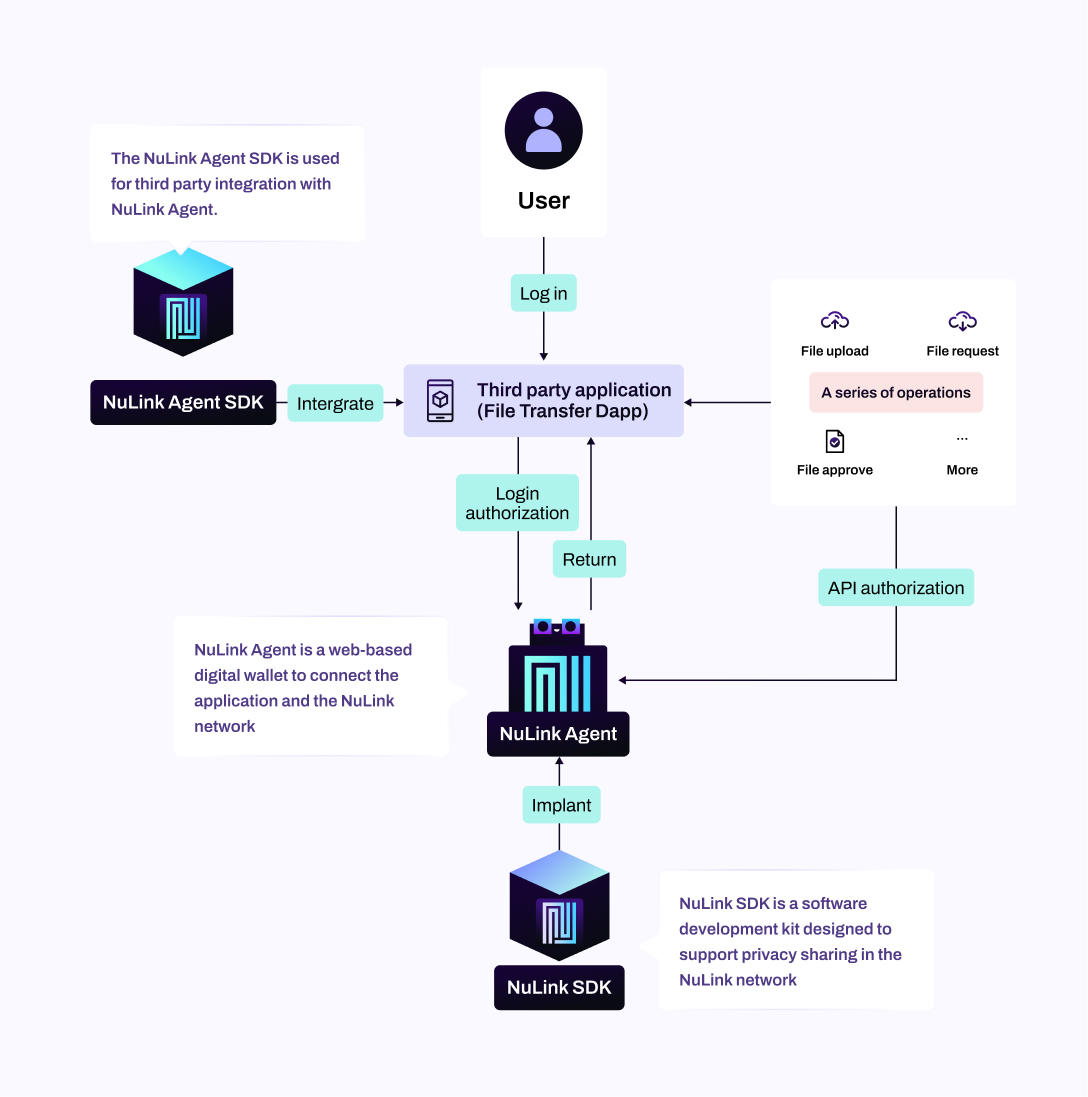 User
The NuLink Agent SDK is used
for third party integration with
NuLink Agent.
Log in
File upload
File request
A series of operations
File approve
...
More
NuLink Agent SDK
Intergrate
Third party application
(File Transfer Dapp)
Login
authorization
Return
API authorization
NuLink Agent is a web-based
digital wallet to connect the
application and the NuLink
network
NuLink Agent
Implant
NuLink SDK is a software
development kit designed to
support privacy sharing in the
NuLink network
NuLink SDK